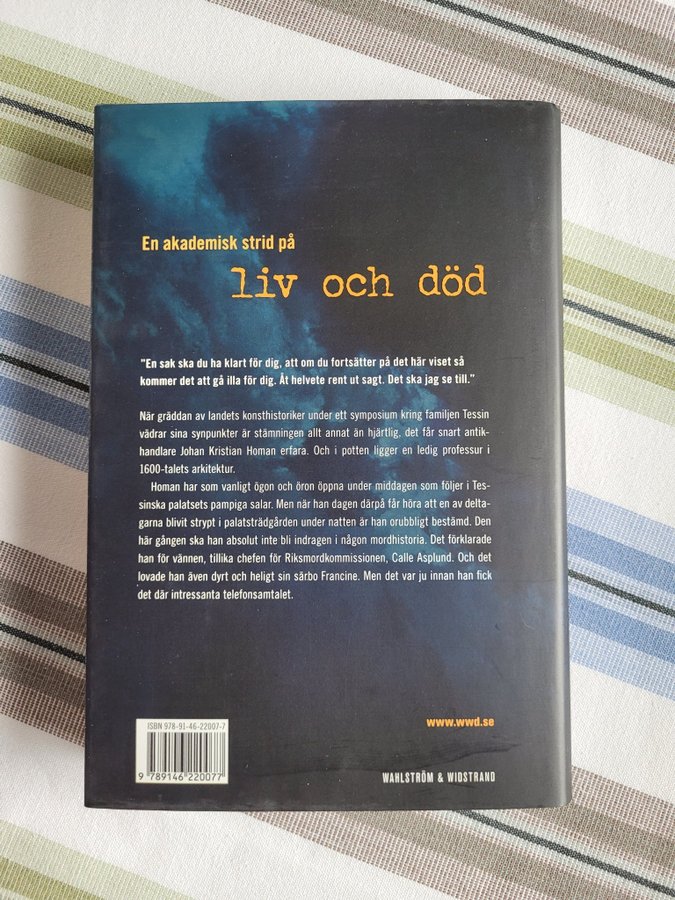 En akademisk strid på
liv och död
"En sak ska du ha klart för dig, att om du fortsätter på det här viset så
kommer det att gå illa för dig. Åt helvete rent ut sagt. Det ska jag se till."
När gräddan av landets konsthistoriker under ett symposium kring familjen Tessin
vädrar sina synpunkter är stämningen allt annat än hjärtlig, det får snart antik-
handlare Johan Kristian Homan erfara. Och i potten ligger en ledig professur i
1600-talets arkitektur.
Homan har som vanligt ögon och öron öppna under middagen som följer i Tes-
sinska palatsets pampiga salar. Men när han dagen därpå får höra att en av delta-
garna blivit strypt i palatsträdgården under natten är han orubbligt bestämd. Den
här gången ska han absolut inte bli indragen i någon mordhistoria. Det förklarade
han för vännen, tillika chefen för Riksmordkommissionen, Calle Asplund. Och det
lovade han även dyrt och heligt sin särbo Francine. Men det var ju innan han fick
det där intressanta telefonsamtalet.
ISBN 978-91-46-22007-7
9 789146 220077
www.wwd.se
WAHLSTRÖM & WIDSTRAND